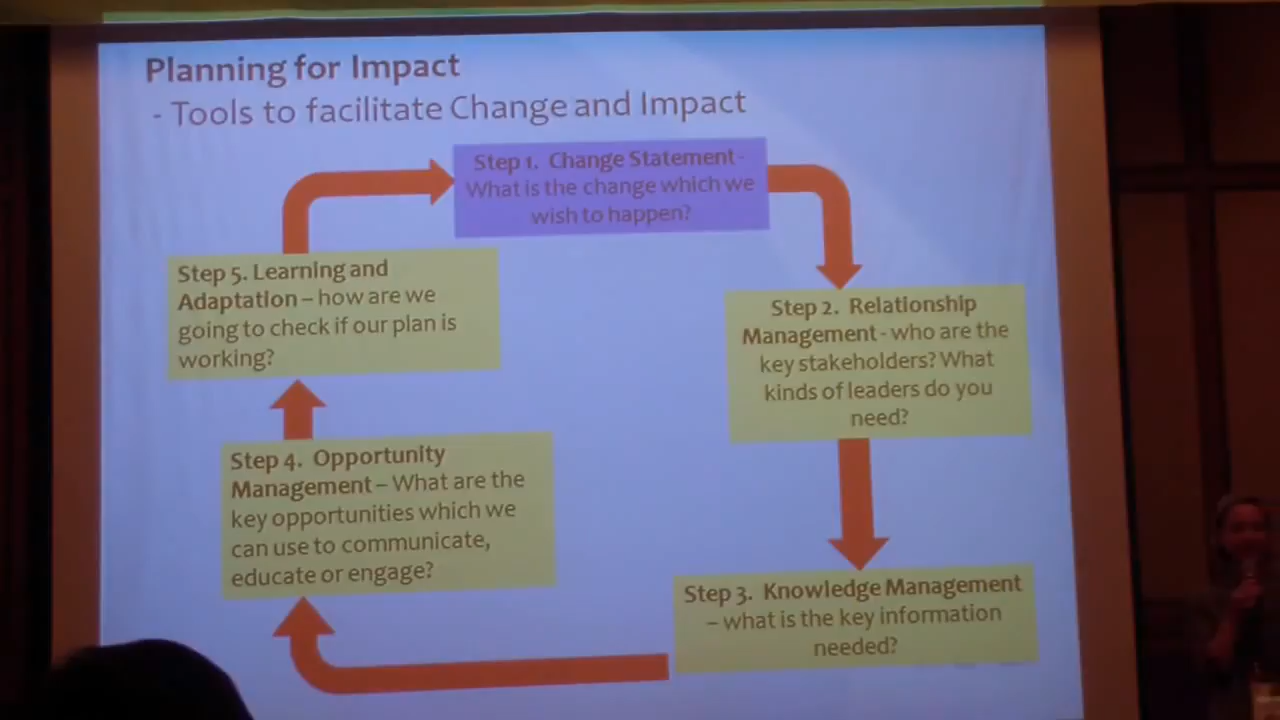 Planning for Impact
- Tools to facilitate Change and Impact
Step 1. Change Statement-
What is the change which we
wish to happen?
Step 2. Relationship
Management - who are the
key stakeholders? What
kinds of leaders do you
need?
Step 3. Knowledge Management
– what is the key information
needed?
Step 4. Opportunity
Management – What are the
key opportunities which we
can use to communicate,
educate or engage?
Step 5. Learning and
Adaptation – how are we
going to check if our plan is
working?